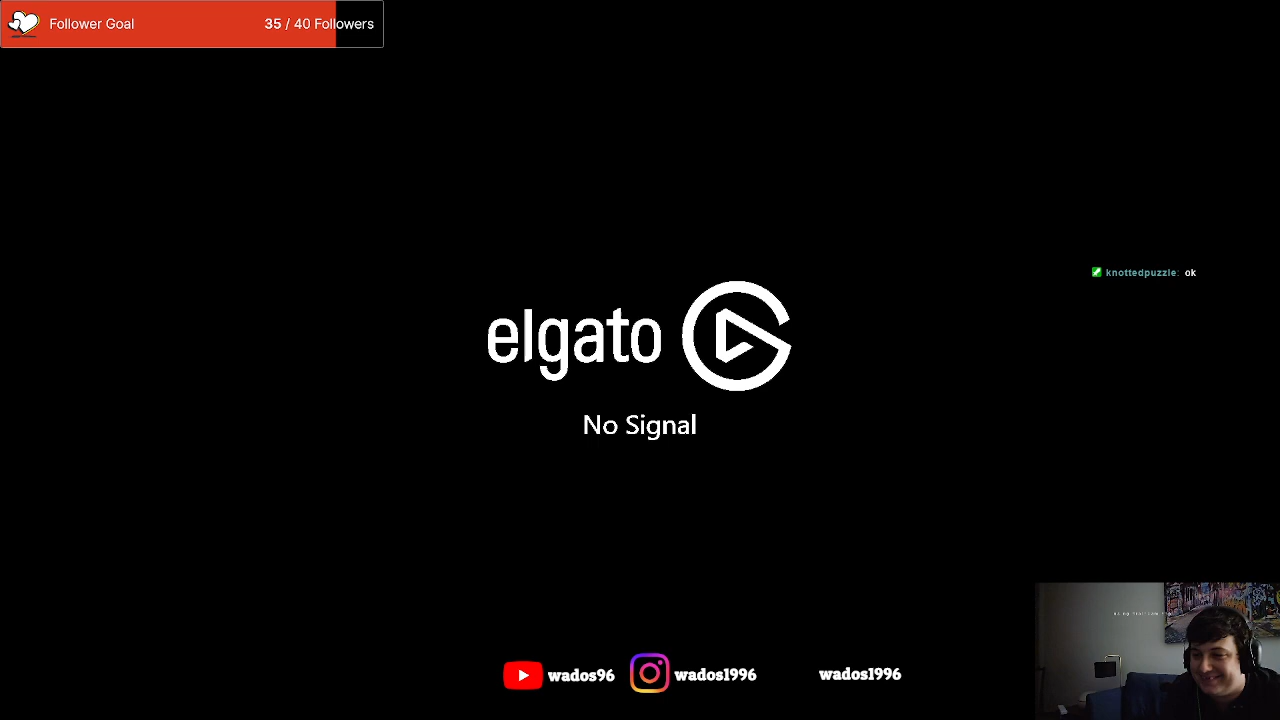 Follower Goal 35 / 40 Followers
knottedpuzzle: ok
elgato
No Signal
wados96 wados1996 wados1996